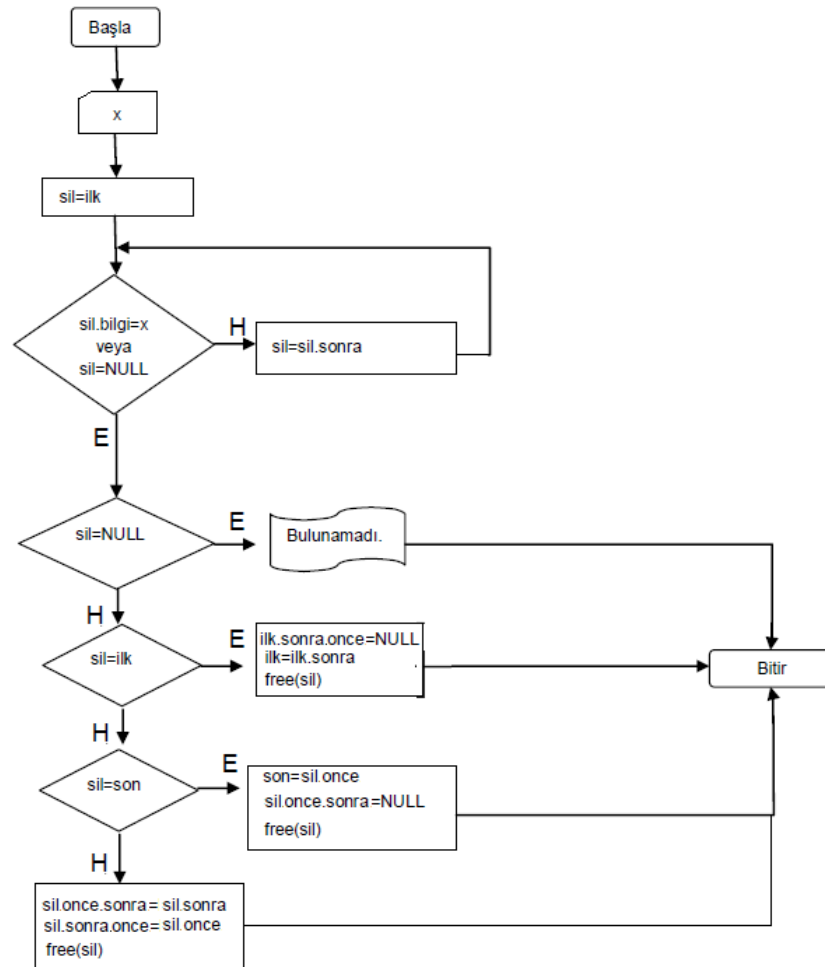 Başla
x
sil=ilk
sil.bilgi=x
veya
sil=NULL
H
sil=sil.sonra
E
sil=NULL
E
Bulunamadı.
H
sil=ilk
E
ilk.sonra.once=NULL
ilk=ilk.sonra
free(sil)
Bitir
H
sil=son
E
son=sil.once
sil.once.sonra=NULL
free(sil)
H
sil.once.sonra= sil.sonra
sil.sonra.once= sil.once
free(sil)